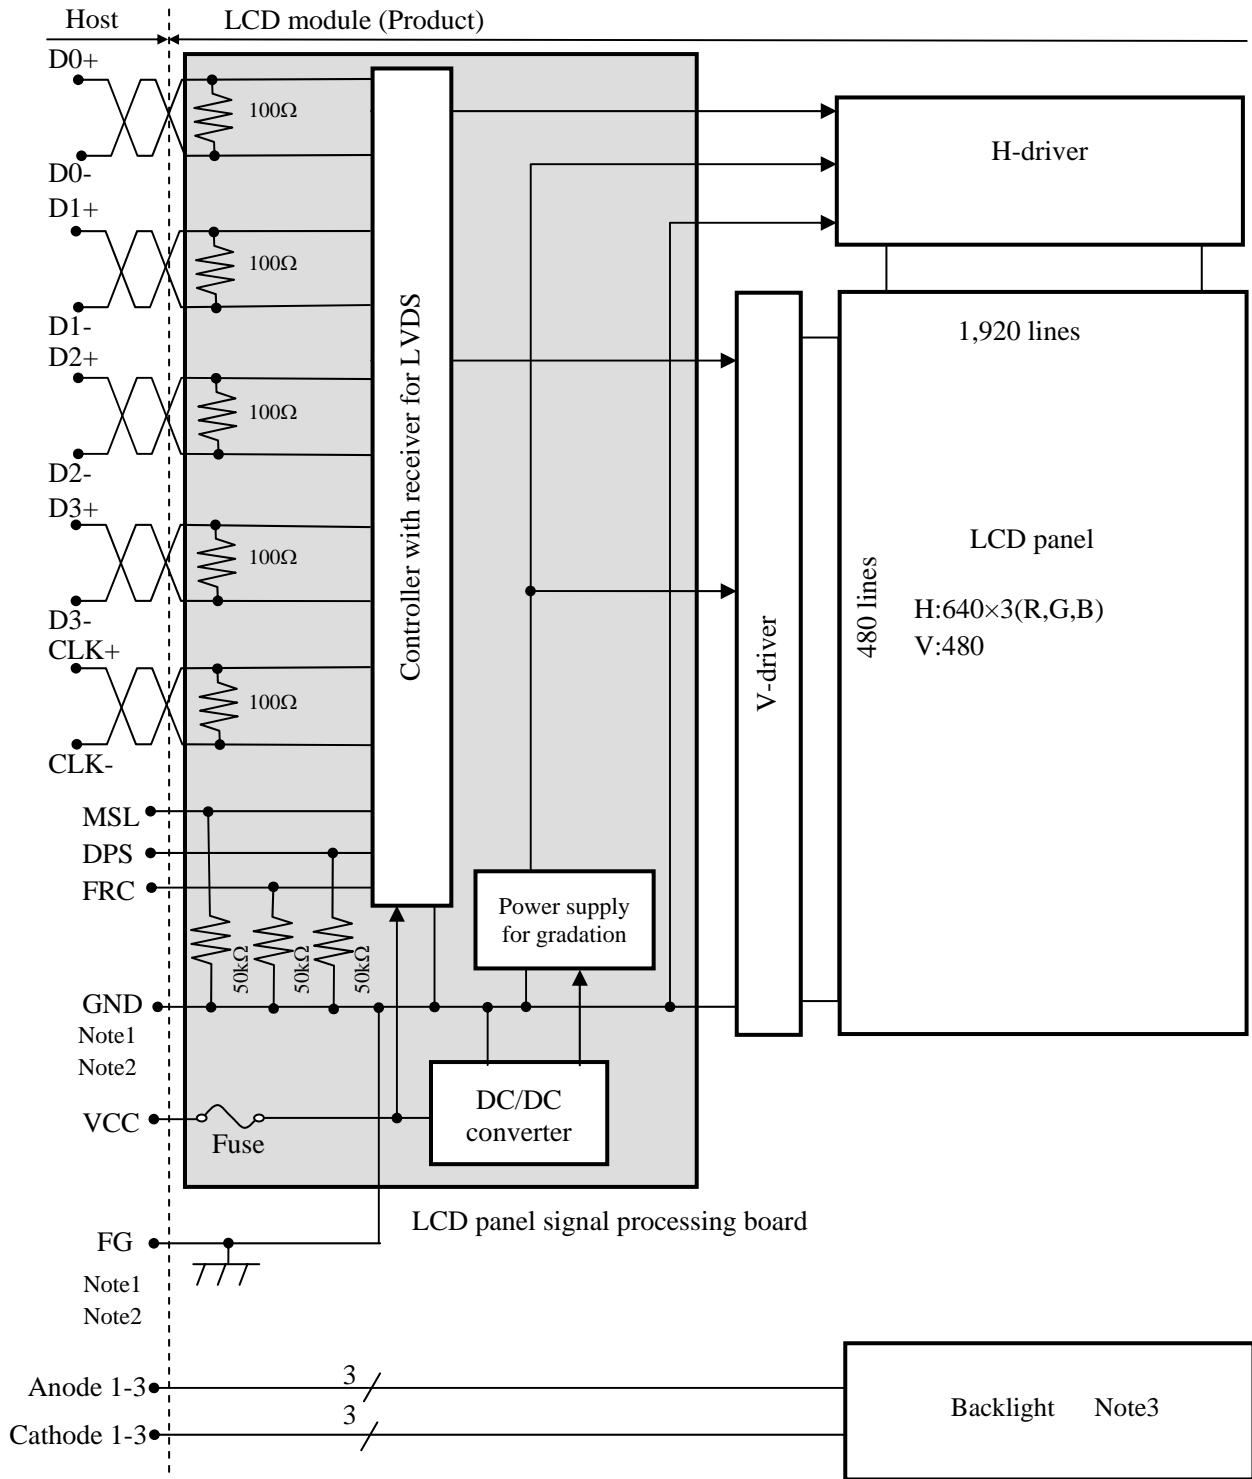 Host
LCD module (Product)
D0+
100Ω
D0-
D1+
100Ω
D1-
D2+
100Ω
D2-
D3+
100Ω
D3-
CLK+
100Ω
CLK-
MSL
DPS
FRC
50kΩ
50kΩ
50kΩ
GND
Note1
Note2
VCC
Fuse
Controller with receiver for LVDS
Power supply
for gradation
DC/DC
converter
LCD panel signal processing board
H-driver
V-driver
1,920 lines
480 lines
LCD panel
H:640×3(R,G,B)
V:480
FG
Note1
Note2
Anode 1-3
3
Cathode 1-3
3
Backlight Note3